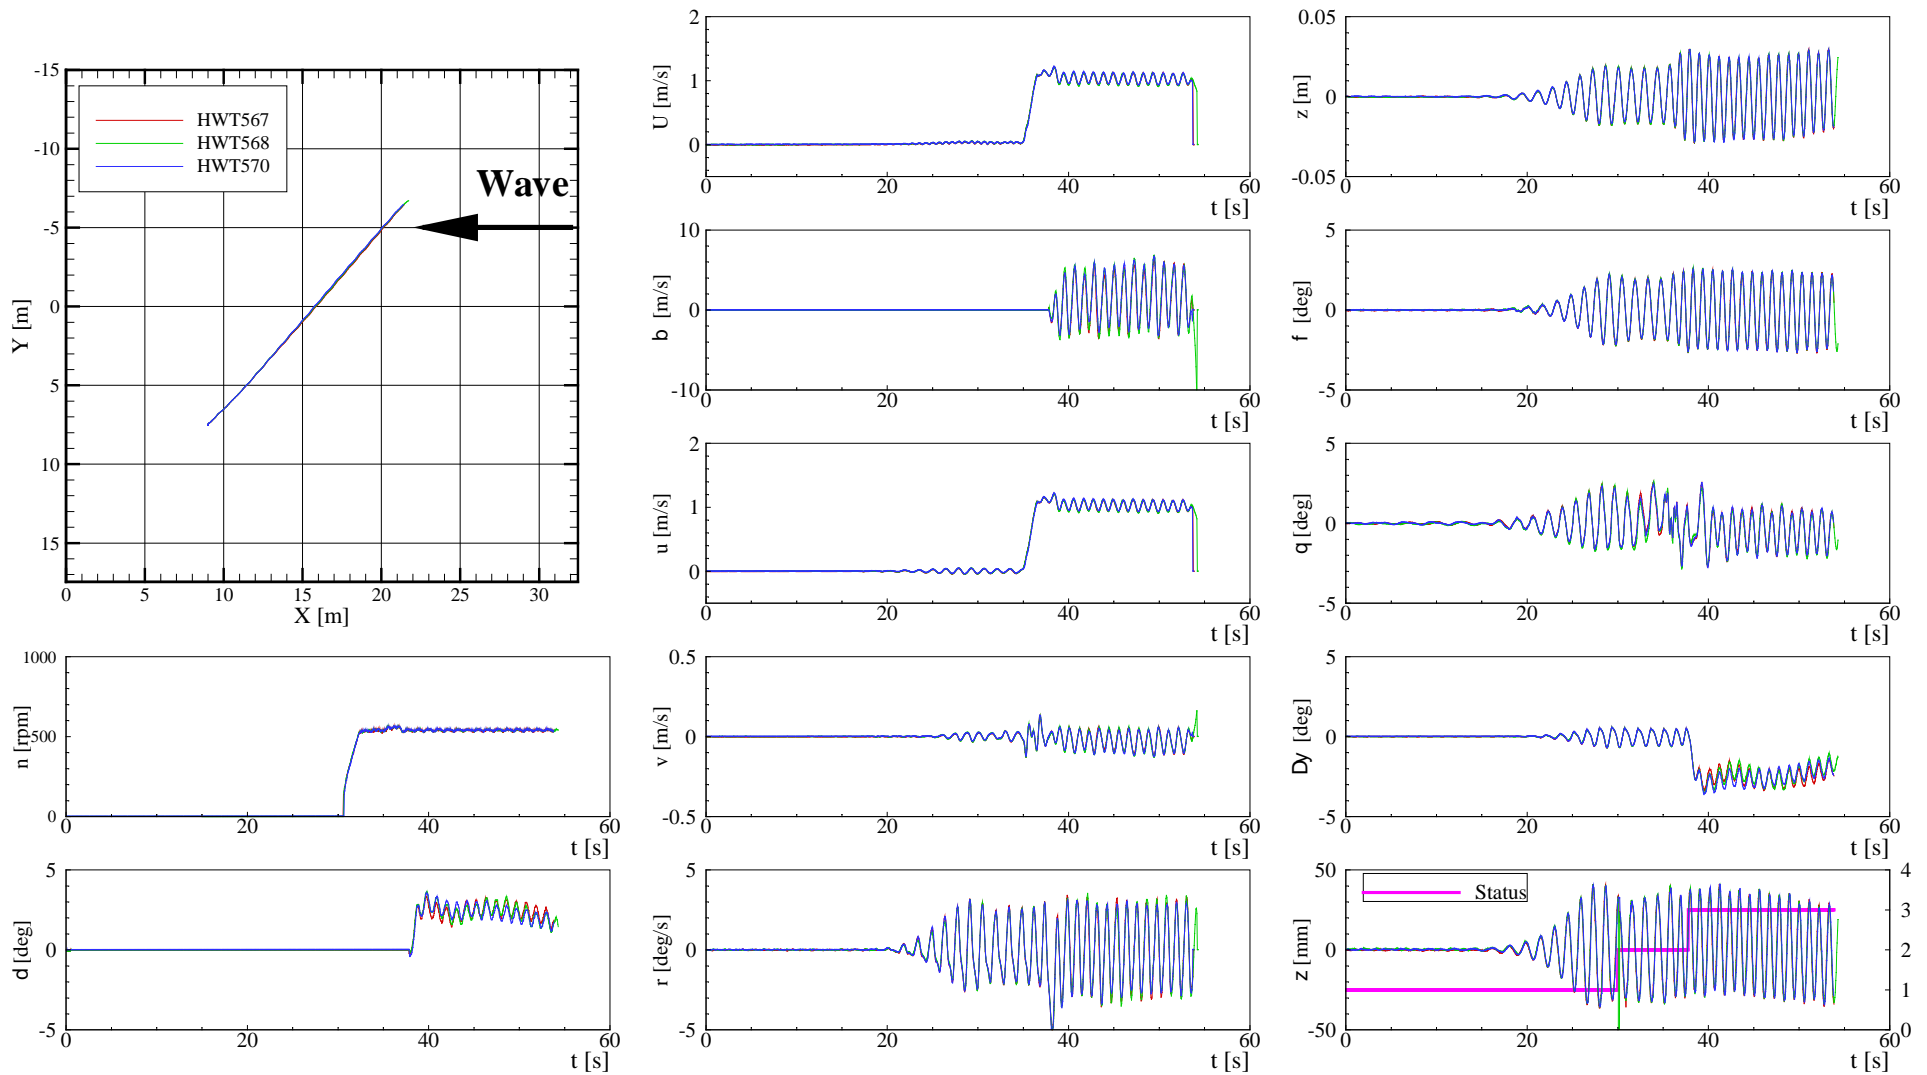 -15
-10
-5
0
5
10
15
Y [m]
0 5 10 15 20 25 30
X [m]
HWT567
HWT568
HWT570
Wave
2
1
0
U [m/s]
0 20 40 60
t [s]
0.05
0
-0.05
z [m]
0 20 40 60
t [s]
10
0
-10
b [m/s]
0 20 40 60
t [s]
5
0
-5
f [deg]
0 20 40 60
t [s]
2
1
0
u [m/s]
0 20 40 60
t [s]
5
0
-5
q [deg]
0 20 40 60
t [s]
1000
500
0
n [rpm]
0 20 40 60
t [s]
0.5
0
-0.5
v [m/s]
0 20 40 60
t [s]
5
0
-5
Dy [deg]
0 20 40 60
t [s]
5
0
-5
d [deg]
0 20 40 60
t [s]
5
0
-5
r [deg/s]
0 20 40 60
t [s]
50
0
-50
z [mm]
Status
4
3
2
1
0
0 20 40 60
t [s]